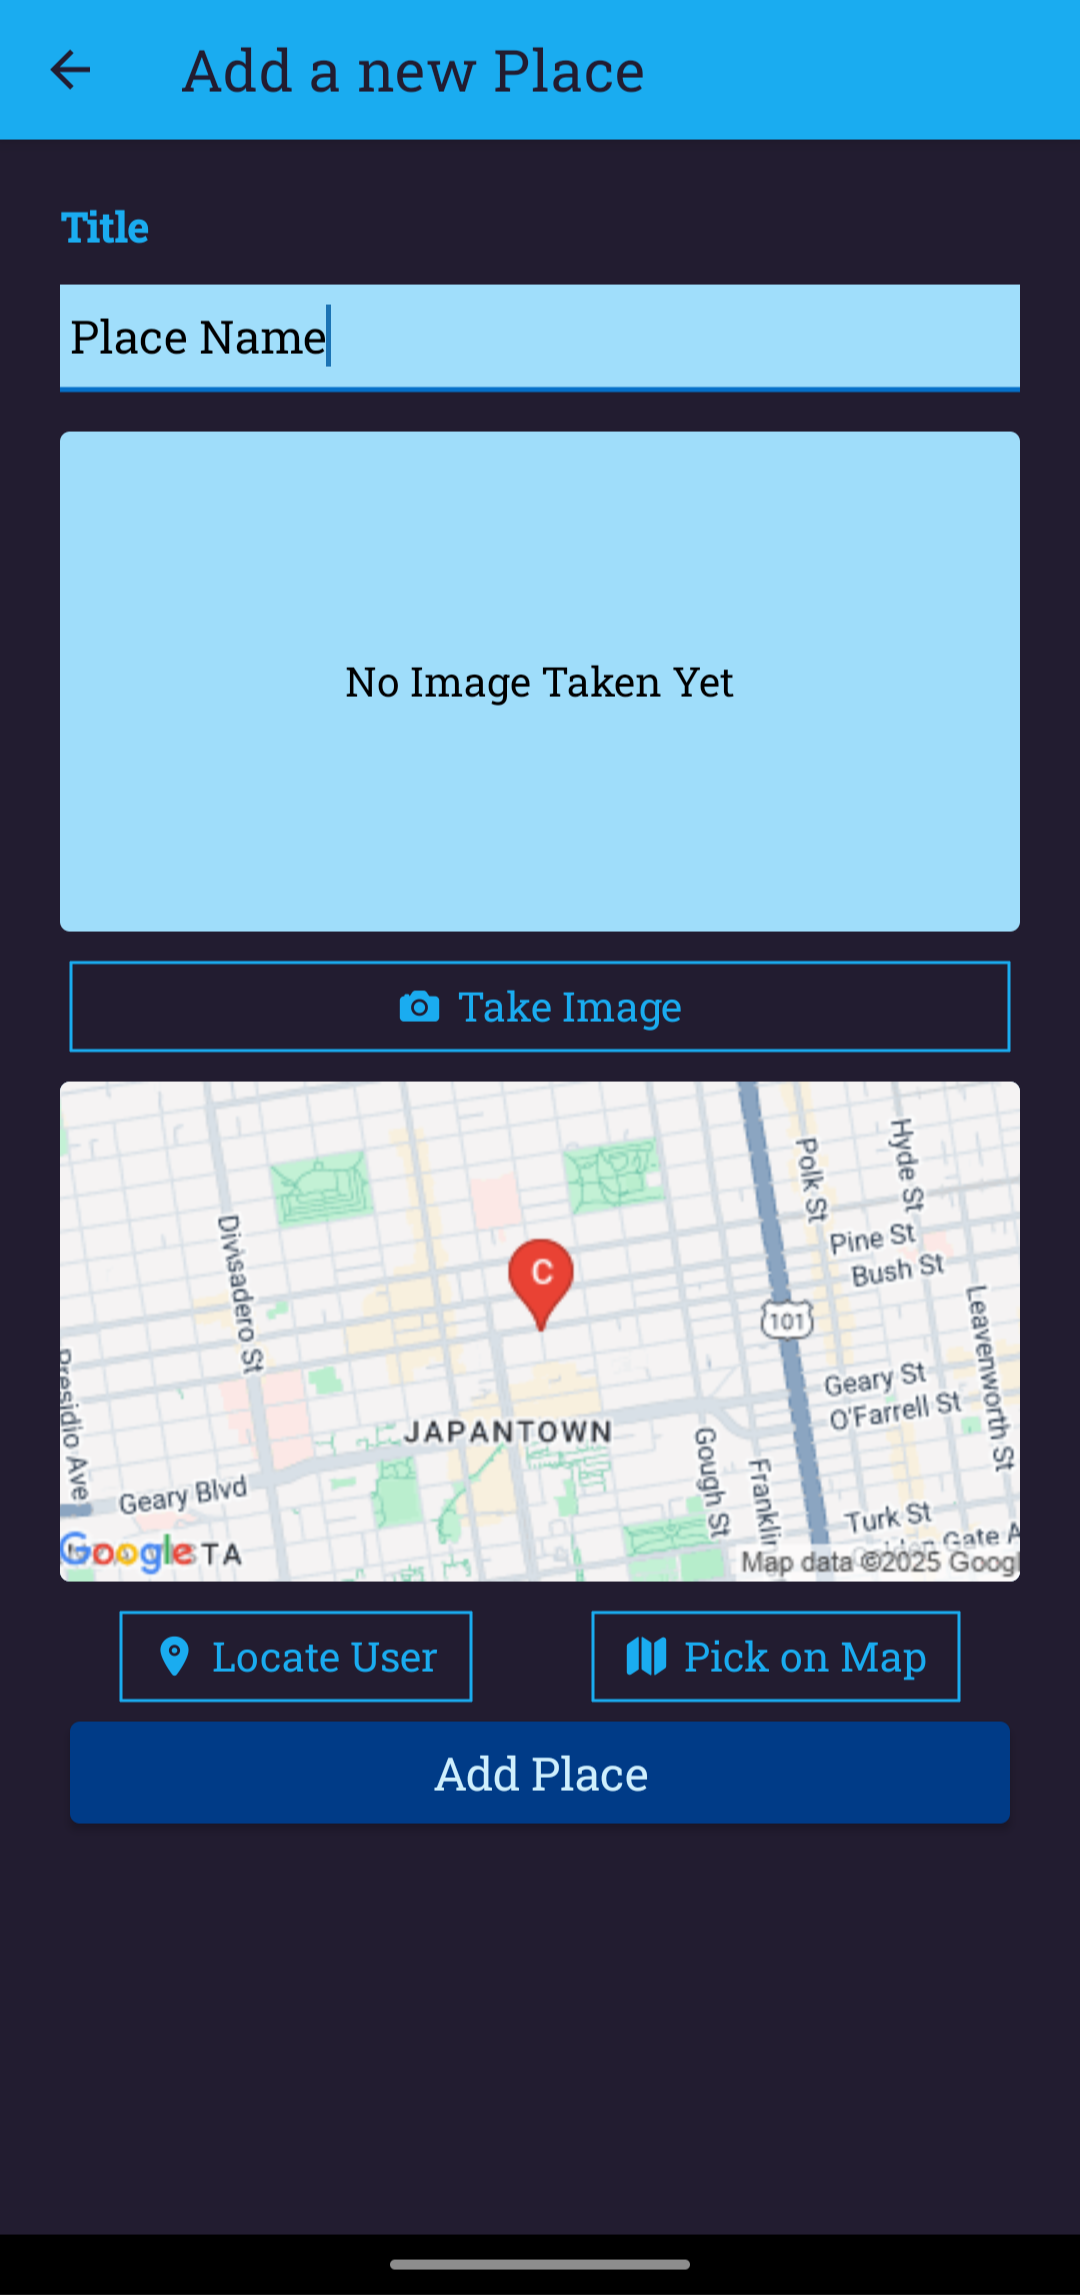 Add a new Place
Title
Place Name
No Image Taken Yet
Take Image
Hyde St
Polk St
Divisadero St
Pine St
Bush St
C
101
Leavenworth St
Presidio Ave
Geary St
O'Farrell St
JAPANTOWN
Gough St
Franklin
Geary Blvd
Turk St
Gate A
Google TA
Map data ©2025 Googl
Locate User
Pick on Map
Add Place